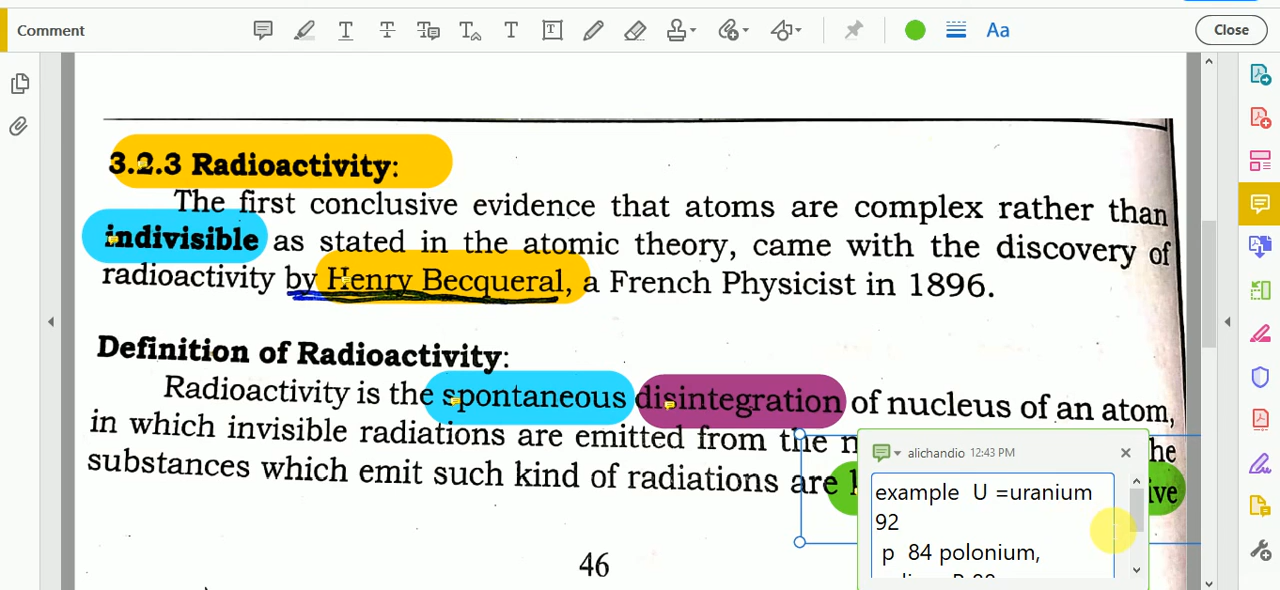 Comment
Aa
Close
3.2.3 Radioactivity:
The first conclusive evidence that atoms are complex rather than
indivisible as stated in the atomic theory, came with the discovery of
radioactivity by Henry Becqueral, a French Physicist in 1896.
Definition of Radioactivity:
Radioactivity is the spontaneous disintegration of nucleus of an atom,
in which invisible radiations are emitted from the
substances which emit such kind of radiations are
alichandio 12:43 PM
example U =uranium
92
p 84 polonium,
46